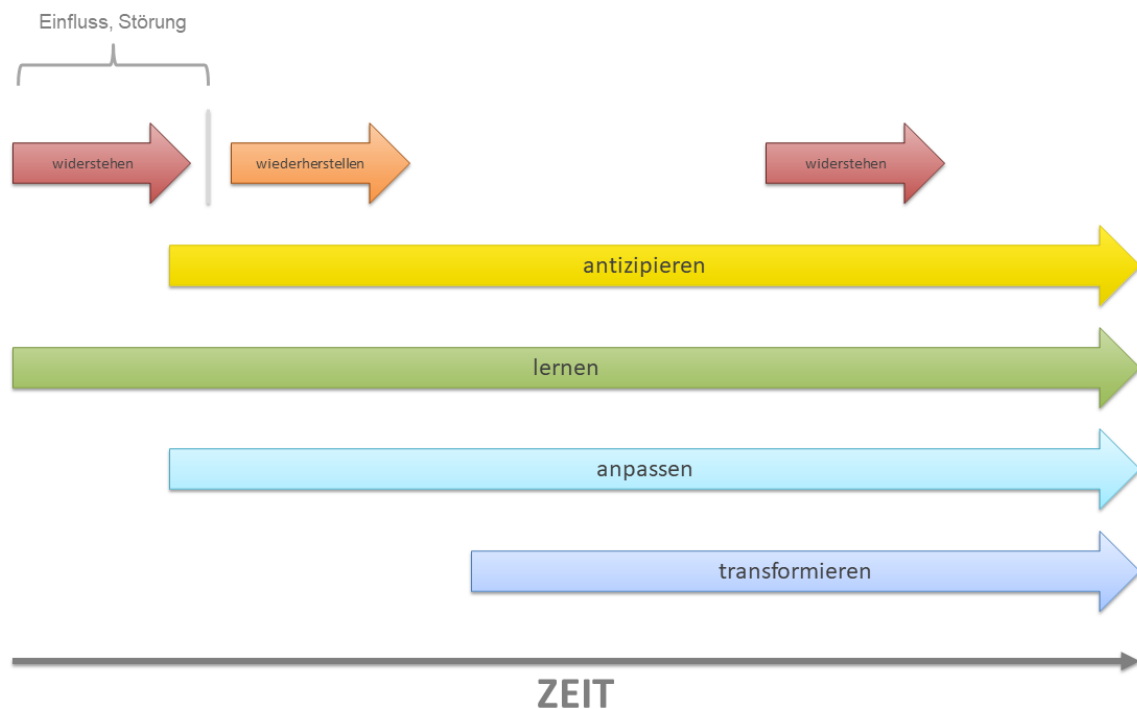 Einfluss, Störung
widerstehen
wiederherstellen
widerstehen
antizipieren
lernen
anpassen
transformieren
ZEIT